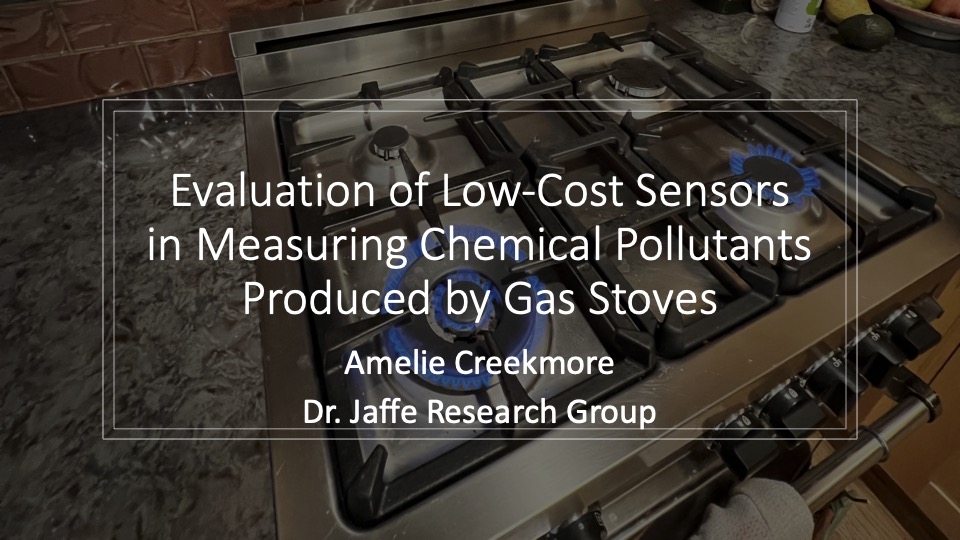 Evaluation of Low-Cost Sensors
in Measuring Chemical Pollutants
Produced by Gas Stoves
Amelie Creekmore
Dr. Jaffe Research Group